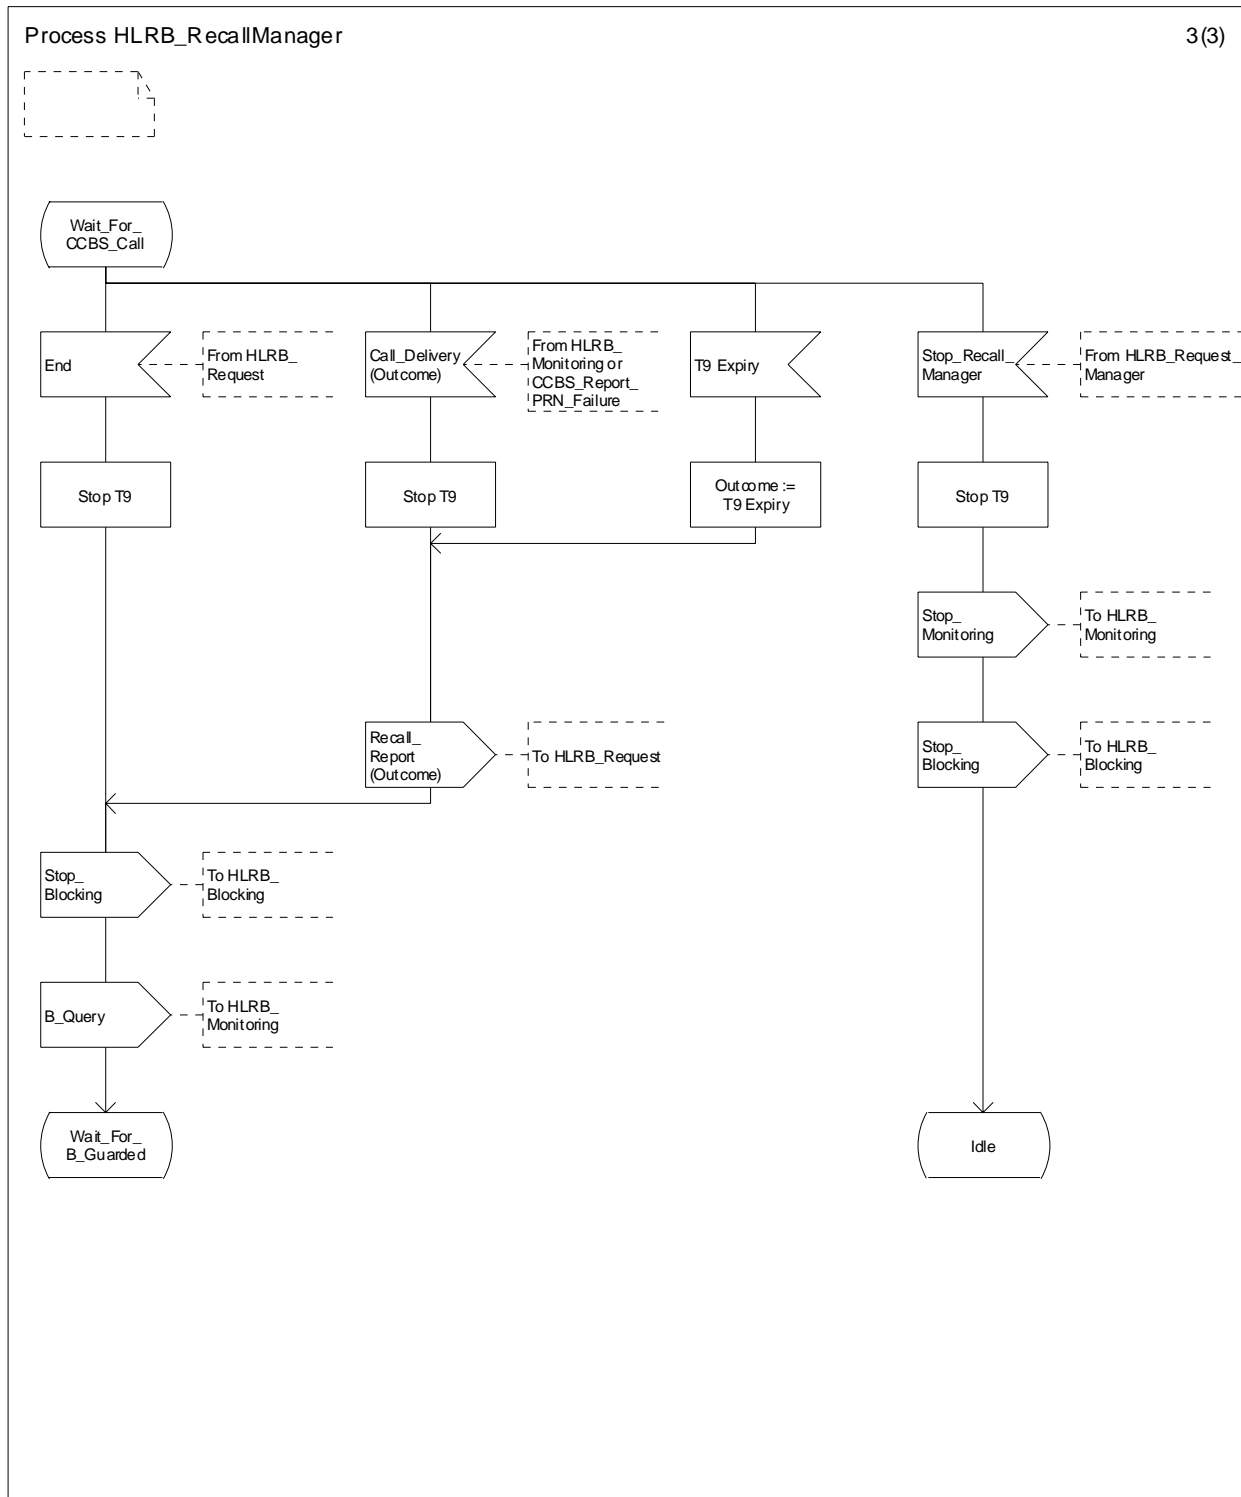 Process HLRB_RecallManager
3(3)
Wait_For_
CCBS_Call
End
From HLRB_
Request
Call_Delivery
(Outcome)
From HLRB_
Monitoring or
CCBS_Report_
PRN_Failure
T9 Expiry
Stop_Recall_
Manager
From HLRB_Request_
Manager
Stop T9
Stop T9
Outcome :=
T9 Expiry
Stop T9
Stop_
Monitoring
To HLRB_
Monitoring
Recall_
Report
(Outcome)
To HLRB_Request
Stop_
Blocking
To HLRB_
Blocking
Stop_
Blocking
To HLRB_
Blocking
B_Query
To HLRB_
Monitoring
Wait_For_
B_Guarded
Idle